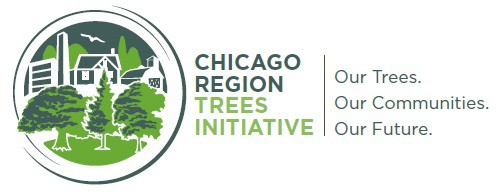 CHICAGO
REGION
TREES
INITIATIVE
Our Trees.
Our Communities.
Our Future.